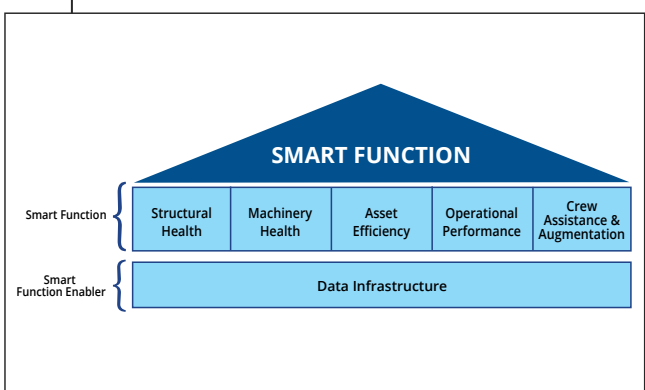 SMART FUNCTION
Smart Function
Structural
Health
Machinery
Health
Asset
Efficiency
Operational
Performance
Crew
Assistance &
Augmentation
Smart
Function Enabler
Data Infrastructure